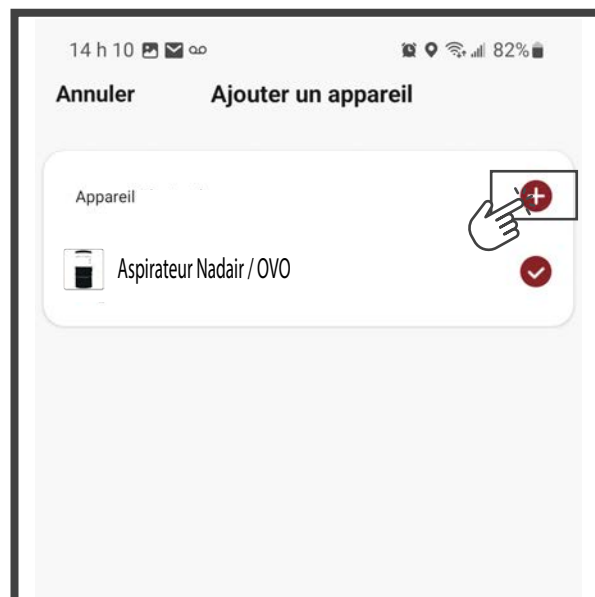 14 h 10 82%
Annuler Ajouter un appareil
Appareil
Aspirateur Nadair / OVO